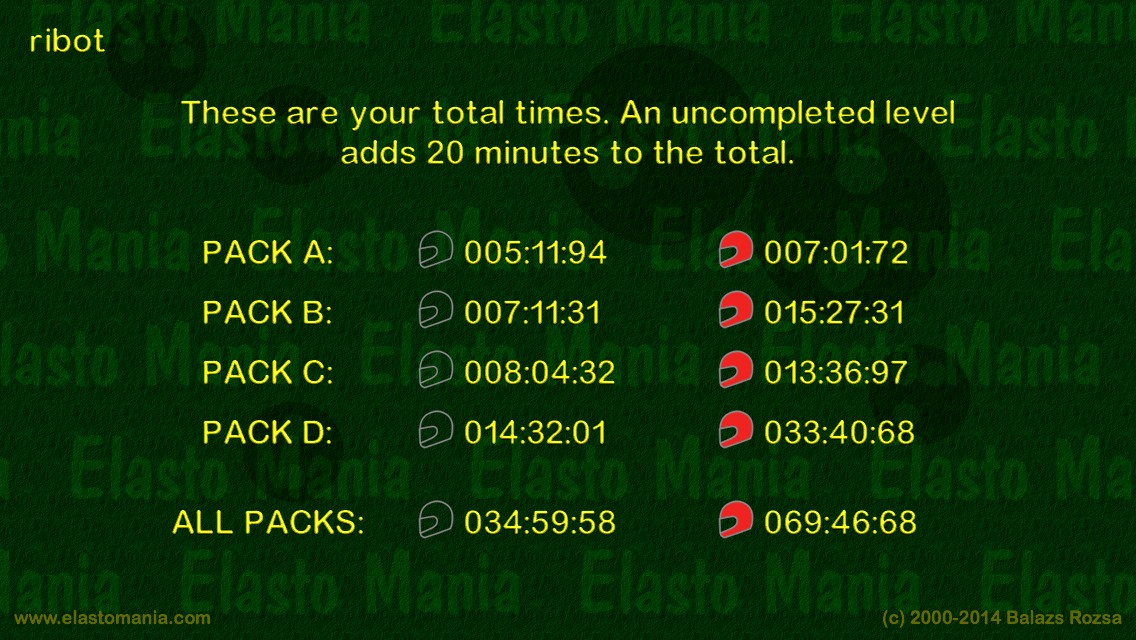 ribot
These are your total times. An uncompleted level
adds 20 minutes to the total.
PACK A: 005:11:94 007:01:72
PACK B: 007:11:31 015:27:31
PACK C: 008:04:32 013:36:97
PACK D: 014:32:01 033:40:68
ALL PACKS: 034:59:58 069:46:68
www.elastomania.com (c) 2000-2014 Balazs Rozsa